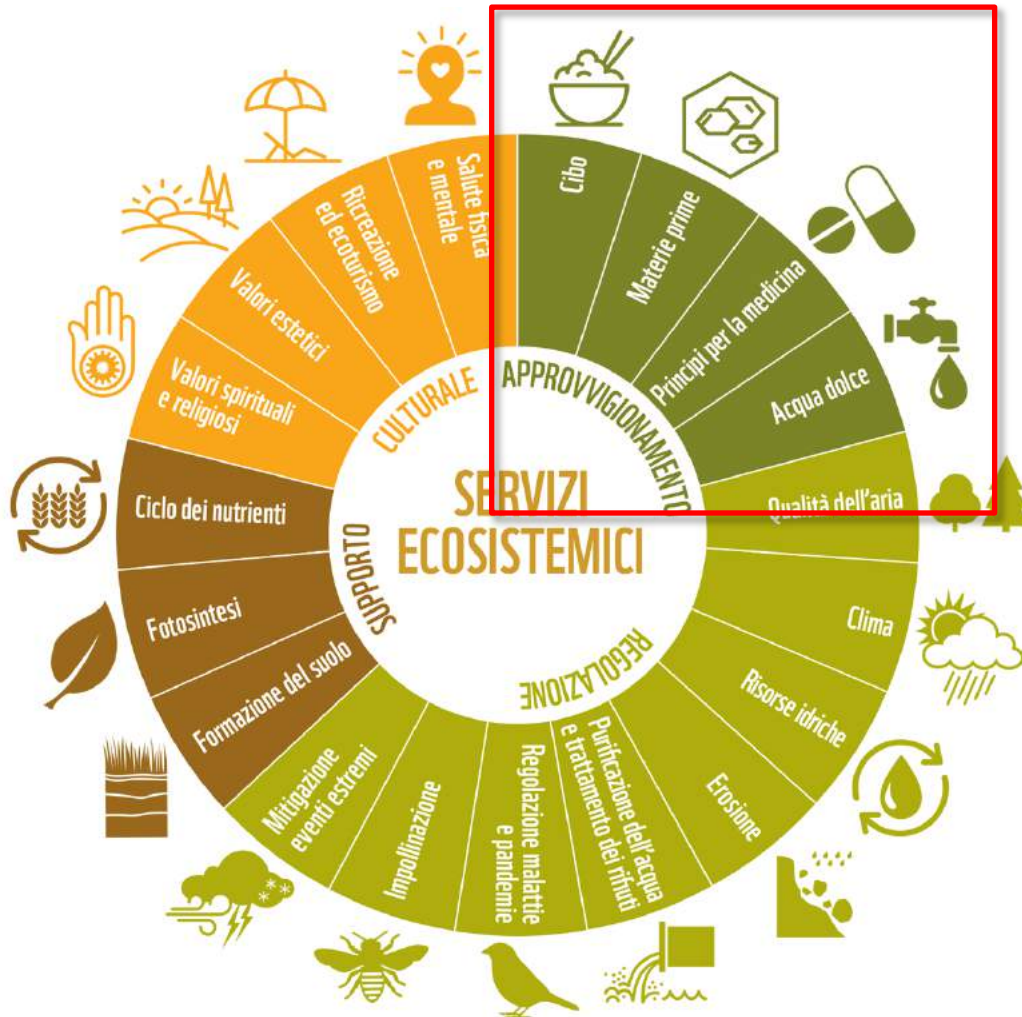 SERVIZI
ECOSISTEMICI
APPROVVIGIONAMENTO
Cibo
Materie prime
Principi per la medicina
Acqua dolce
REGOLAZIONE
Qualità dell'aria
Clima
Risorse idriche
Erosione
Purificazione dell'acqua
e trattamento dei rifiuti
Regolazione malattie
e pandemie
Impollinazione
Mitigazione
eventi estremi
SUPPORTO
Formazione del suolo
Fotosintesi
Ciclo dei nutrienti
CULTURALE
Valori spirituali
e religiosi
Valori estetici
Ricreazione
ed ecoturismo
Salute fisica
e mentale